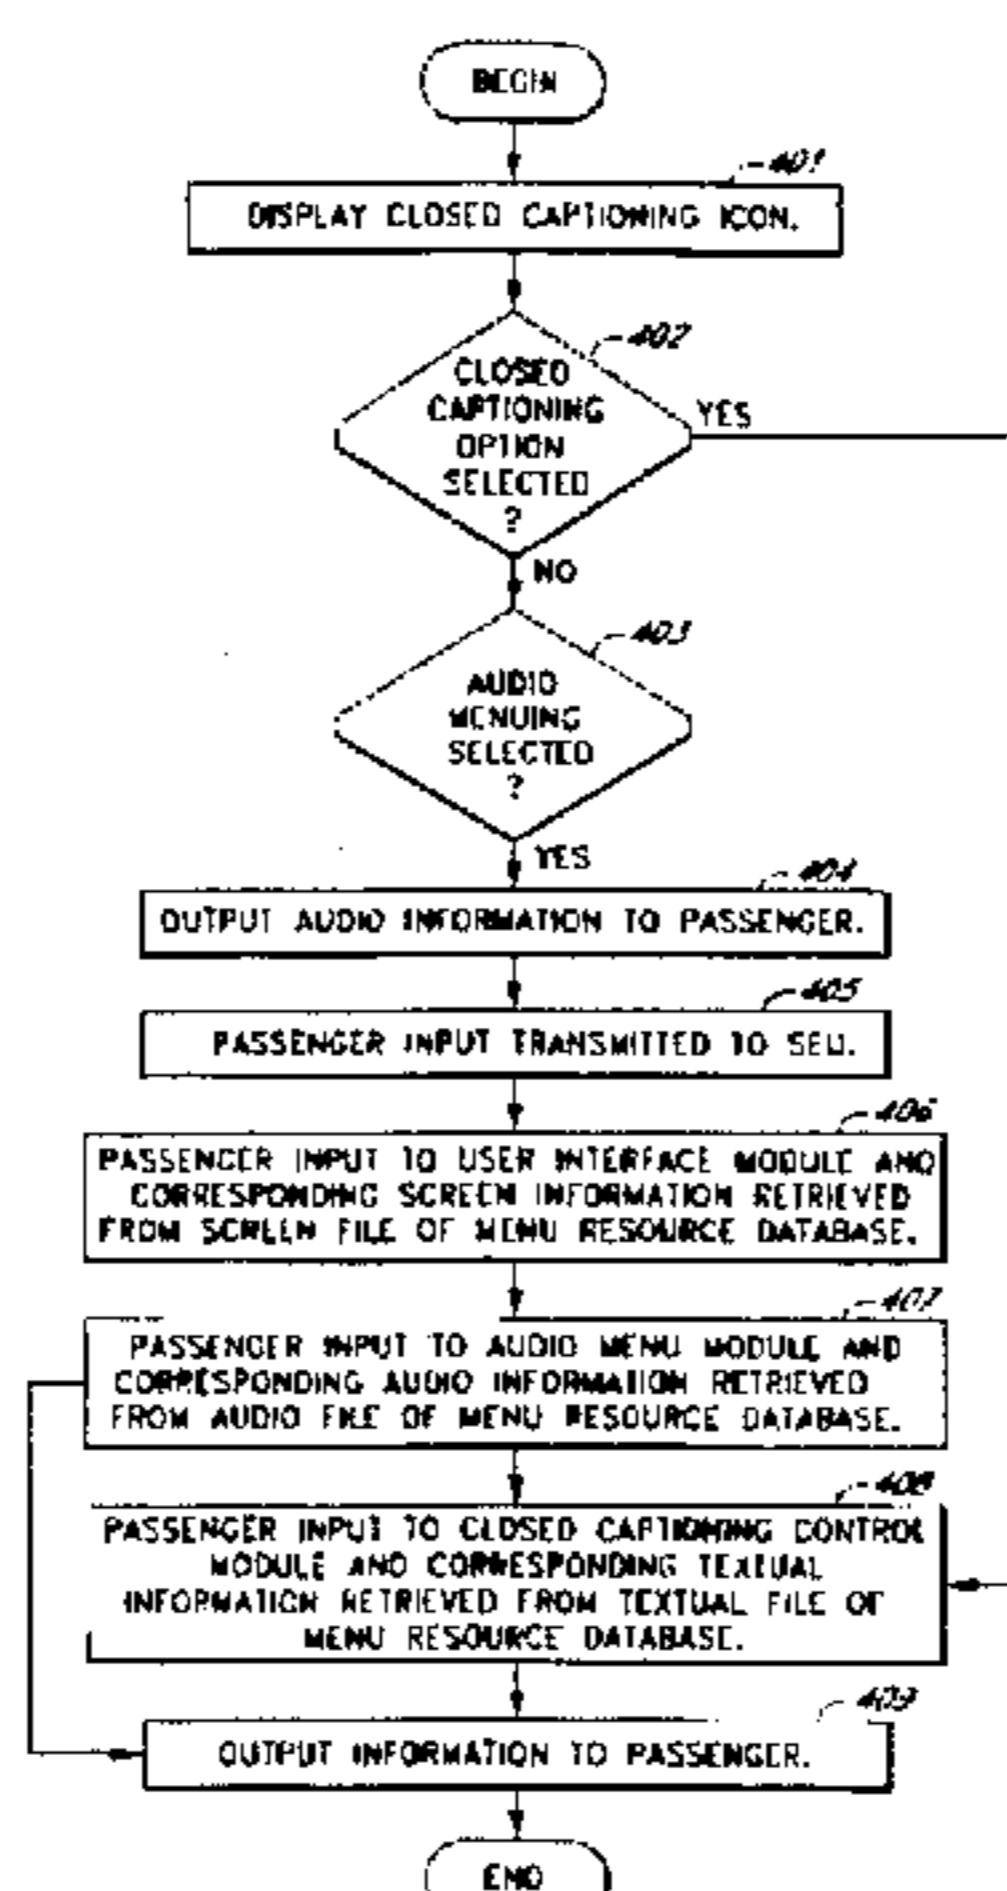 BEGIN
401
DISPLAY CLOSED CAPTIONING ICON.
402
CLOSED
CAPTIONING
OPTION
SELECTED
?
YES
NO
403
AUDIO
MENUING
SELECTED
?
YES
404
OUTPUT AUDIO INFORMATION TO PASSENGER.
405
PASSENGER INPUT TRANSMITTED TO SEU.
406
PASSENGER INPUT TO USER INTERFACE MODULE AND
CORRESPONDING SCREEN INFORMATION RETRIEVED
FROM SCREEN FILE OF MENU RESOURCE DATABASE.
407
PASSENGER INPUT TO AUDIO MENU MODULE AND
CORRESPONDING AUDIO INFORMATION RETRIEVED
FROM AUDIO FILE OF MENU RESOURCE DATABASE.
408
PASSENGER INPUT TO CLOSED CAPTIONING CONTROL
MODULE AND CORRESPONDING TEXTUAL
INFORMATION RETRIEVED FROM TEXTUAL FILE OF
MENU RESOURCE DATABASE.
409
OUTPUT INFORMATION TO PASSENGER.
END